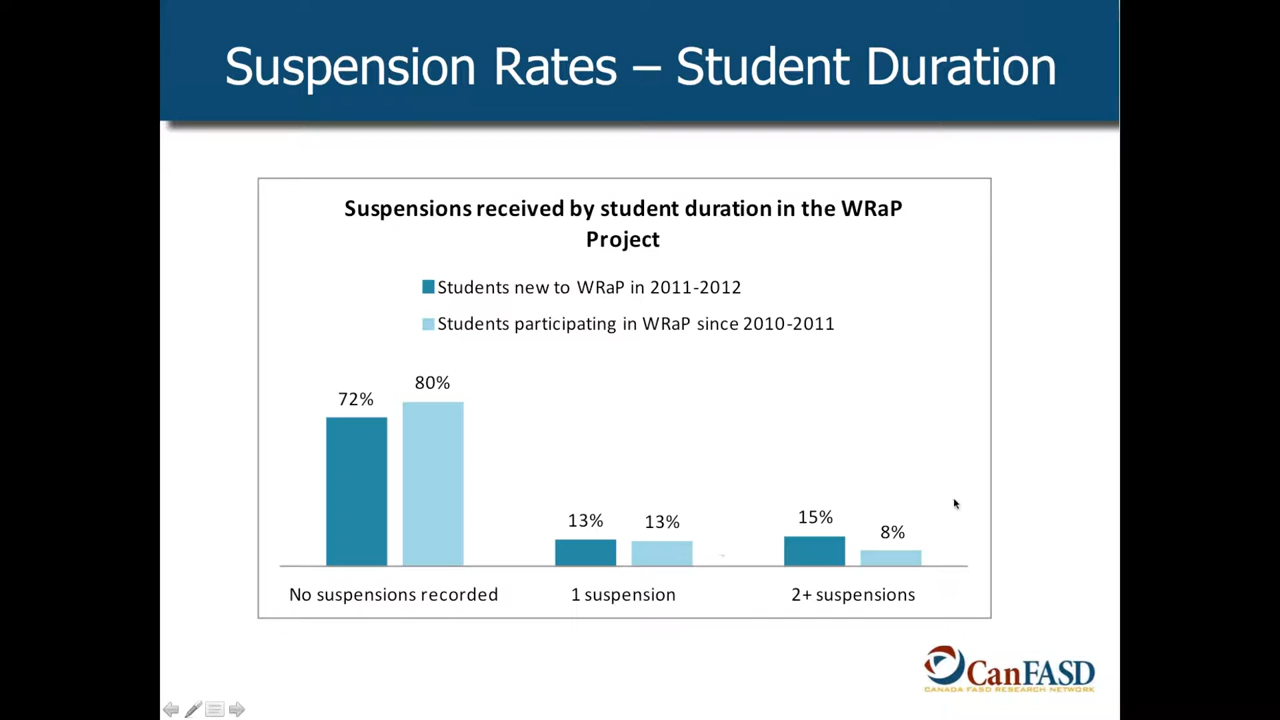 Suspension Rates – Student Duration
Suspensions received by student duration in the WRaP
Project
Students new to WRaP in 2011-2012
Students participating in WRaP since 2010-2011
72%
80%
13%
13%
15%
8%
No suspensions recorded
1 suspension
2+ suspensions
CanFASD
CANADA FASD RESEARCH NETWORK